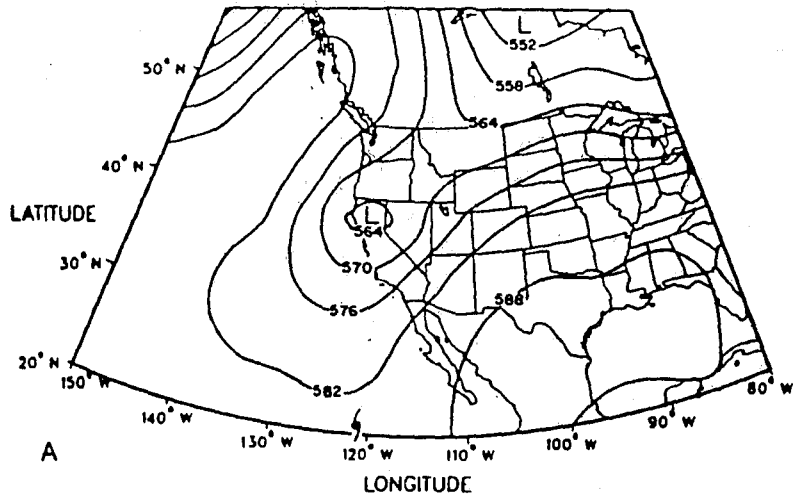 L
552
50° N
558
564
40° N
LATITUDE
L
564
30° N
570
588
576
20° N
582
150° W
80° W
140° W
90° W
130° W
120° W
110° W
100° W
A
LONGITUDE